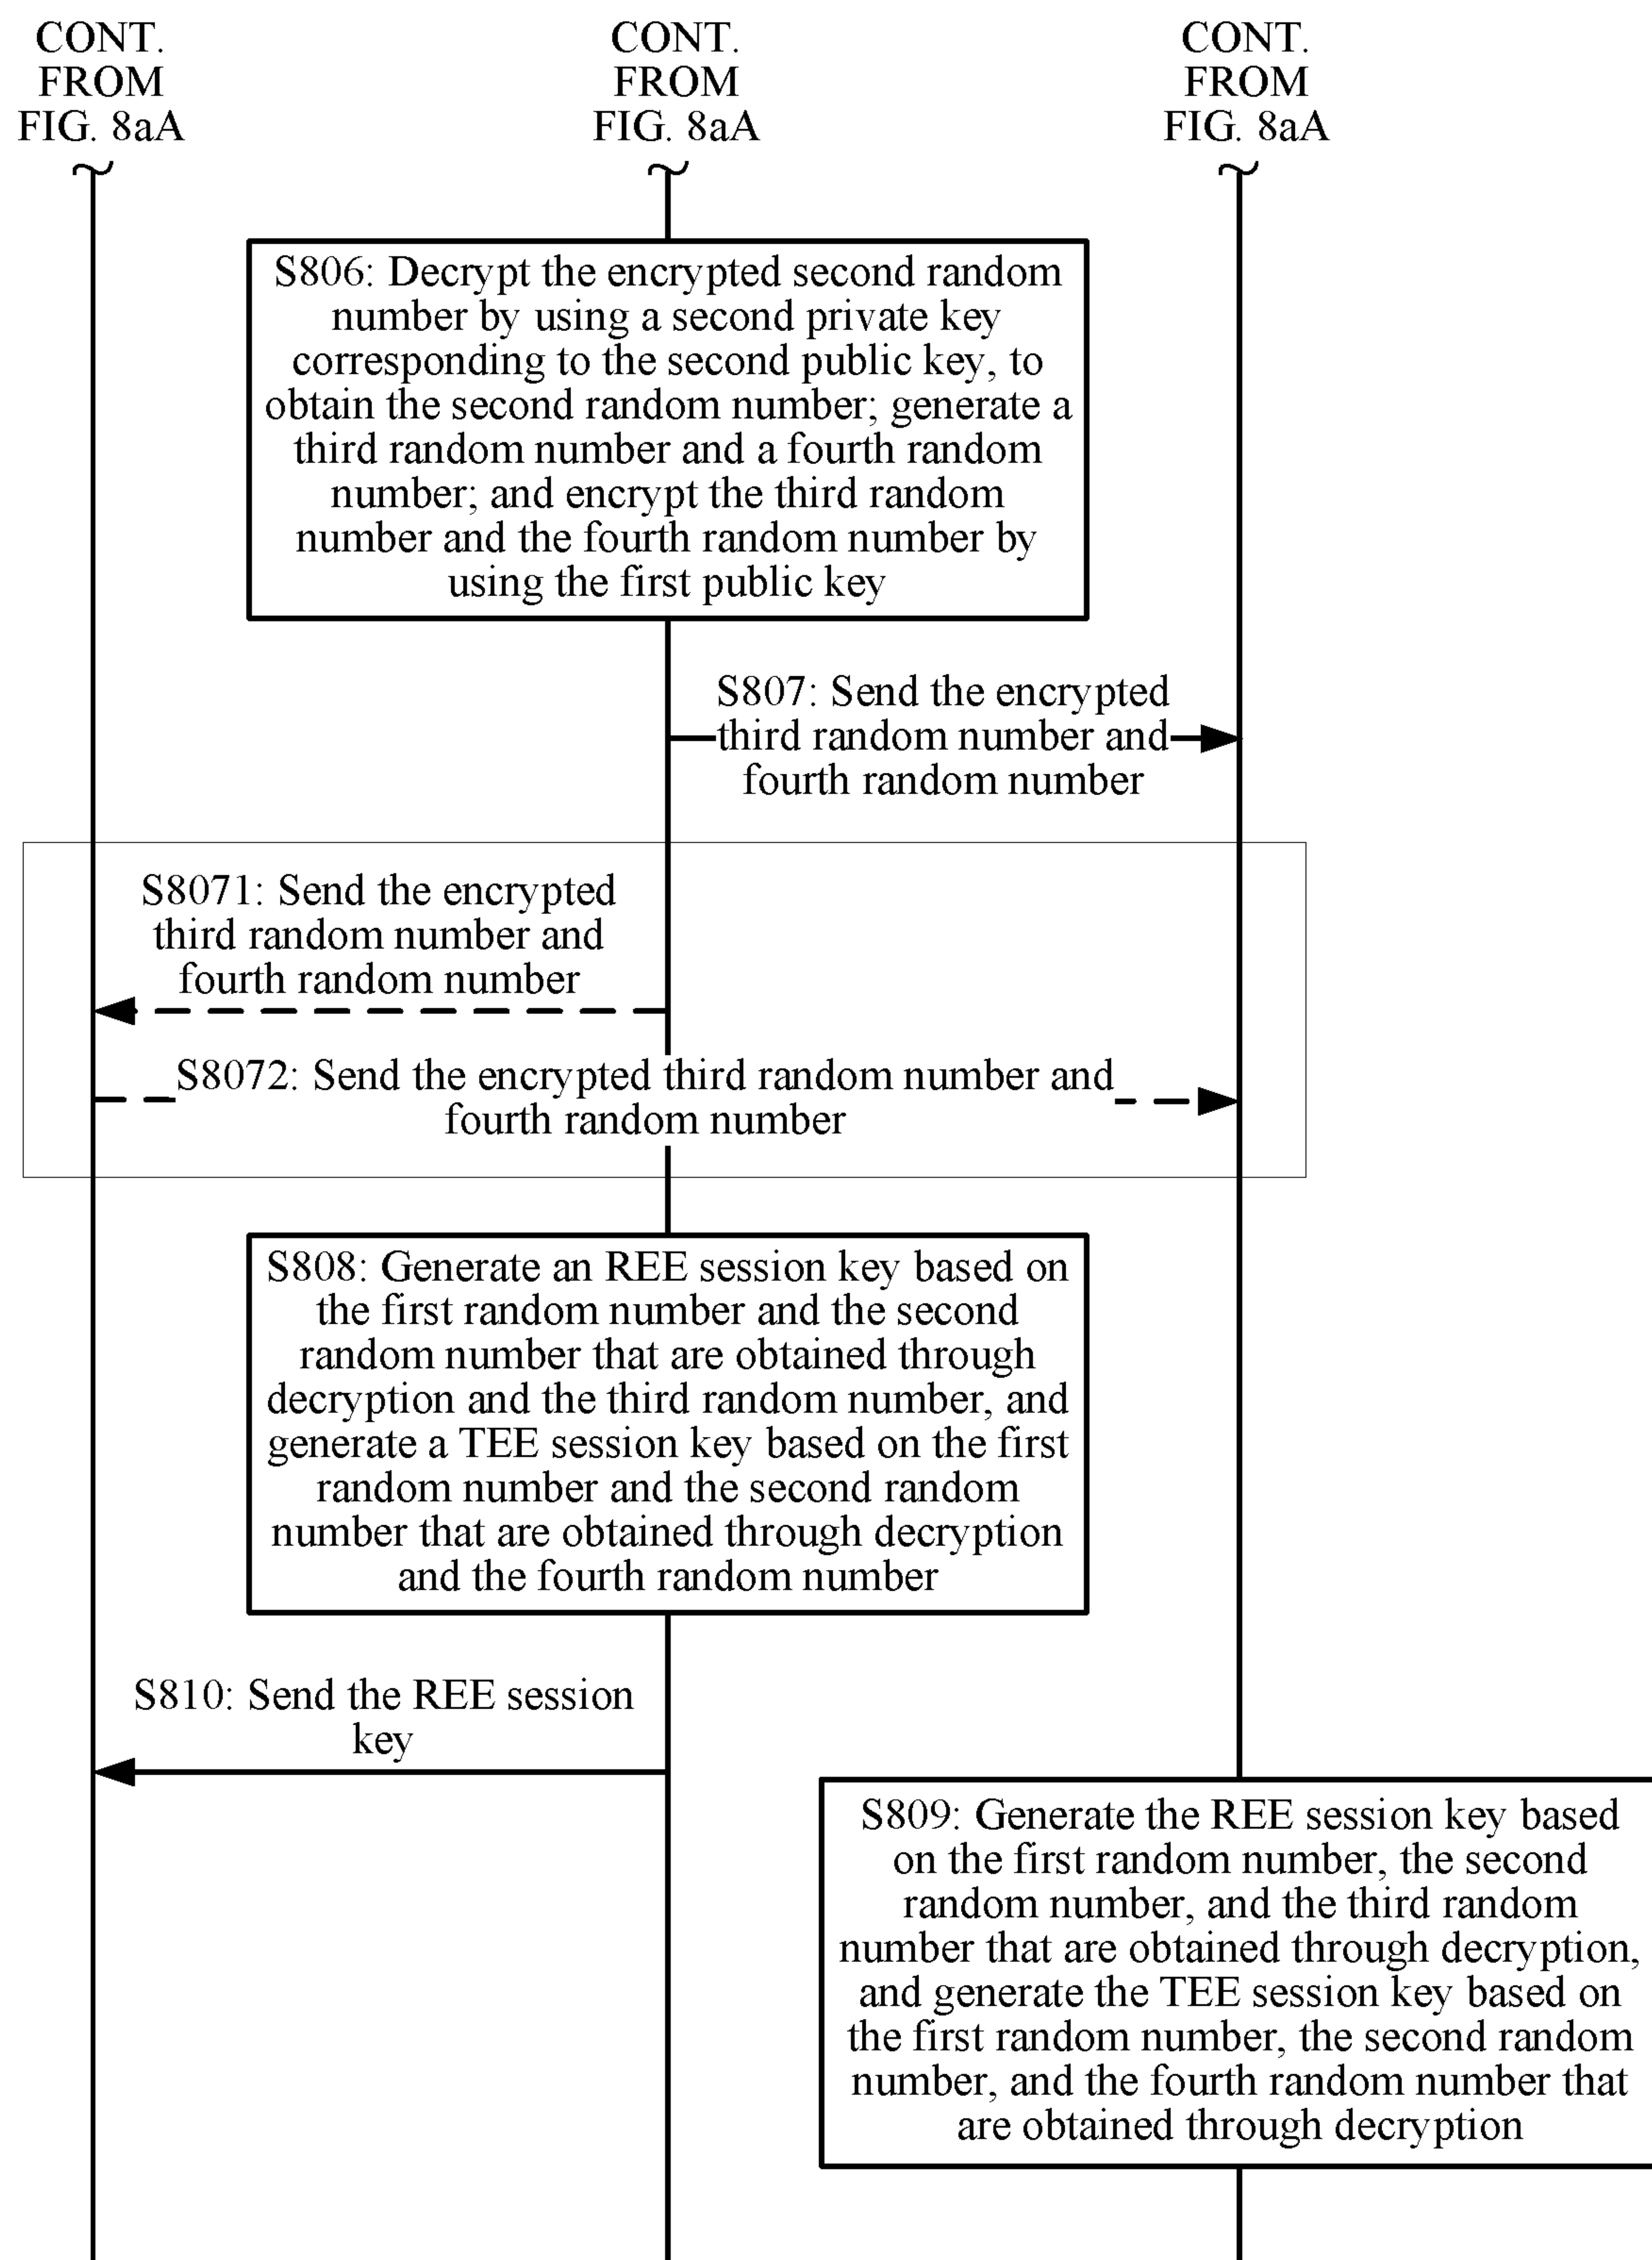 CONT.
FROM
FIG. 8aA
CONT.
FROM
FIG. 8aA
CONT.
FROM
FIG. 8aA
S806: Decrypt the encrypted second random
number by using a second private key
corresponding to the second public key, to
obtain the second random number; generate a
third random number and a fourth random
number; and encrypt the third random
number and the fourth random number by
using the first public key
S807: Send the encrypted
third random number and
fourth random number
S8071: Send the encrypted
third random number and
fourth random number
S8072: Send the encrypted third random number and
fourth random number
S808: Generate an REE session key based on
the first random number and the second
random number that are obtained through
decryption and the third random number, and
generate a TEE session key based on the first
random number and the second random
number that are obtained through decryption
and the fourth random number
S810: Send the REE session
key
S809: Generate the REE session key based
on the first random number, the second
random number, and the third random
number that are obtained through decryption,
and generate the TEE session key based on
the first random number, the second random
number, and the fourth random number that
are obtained through decryption